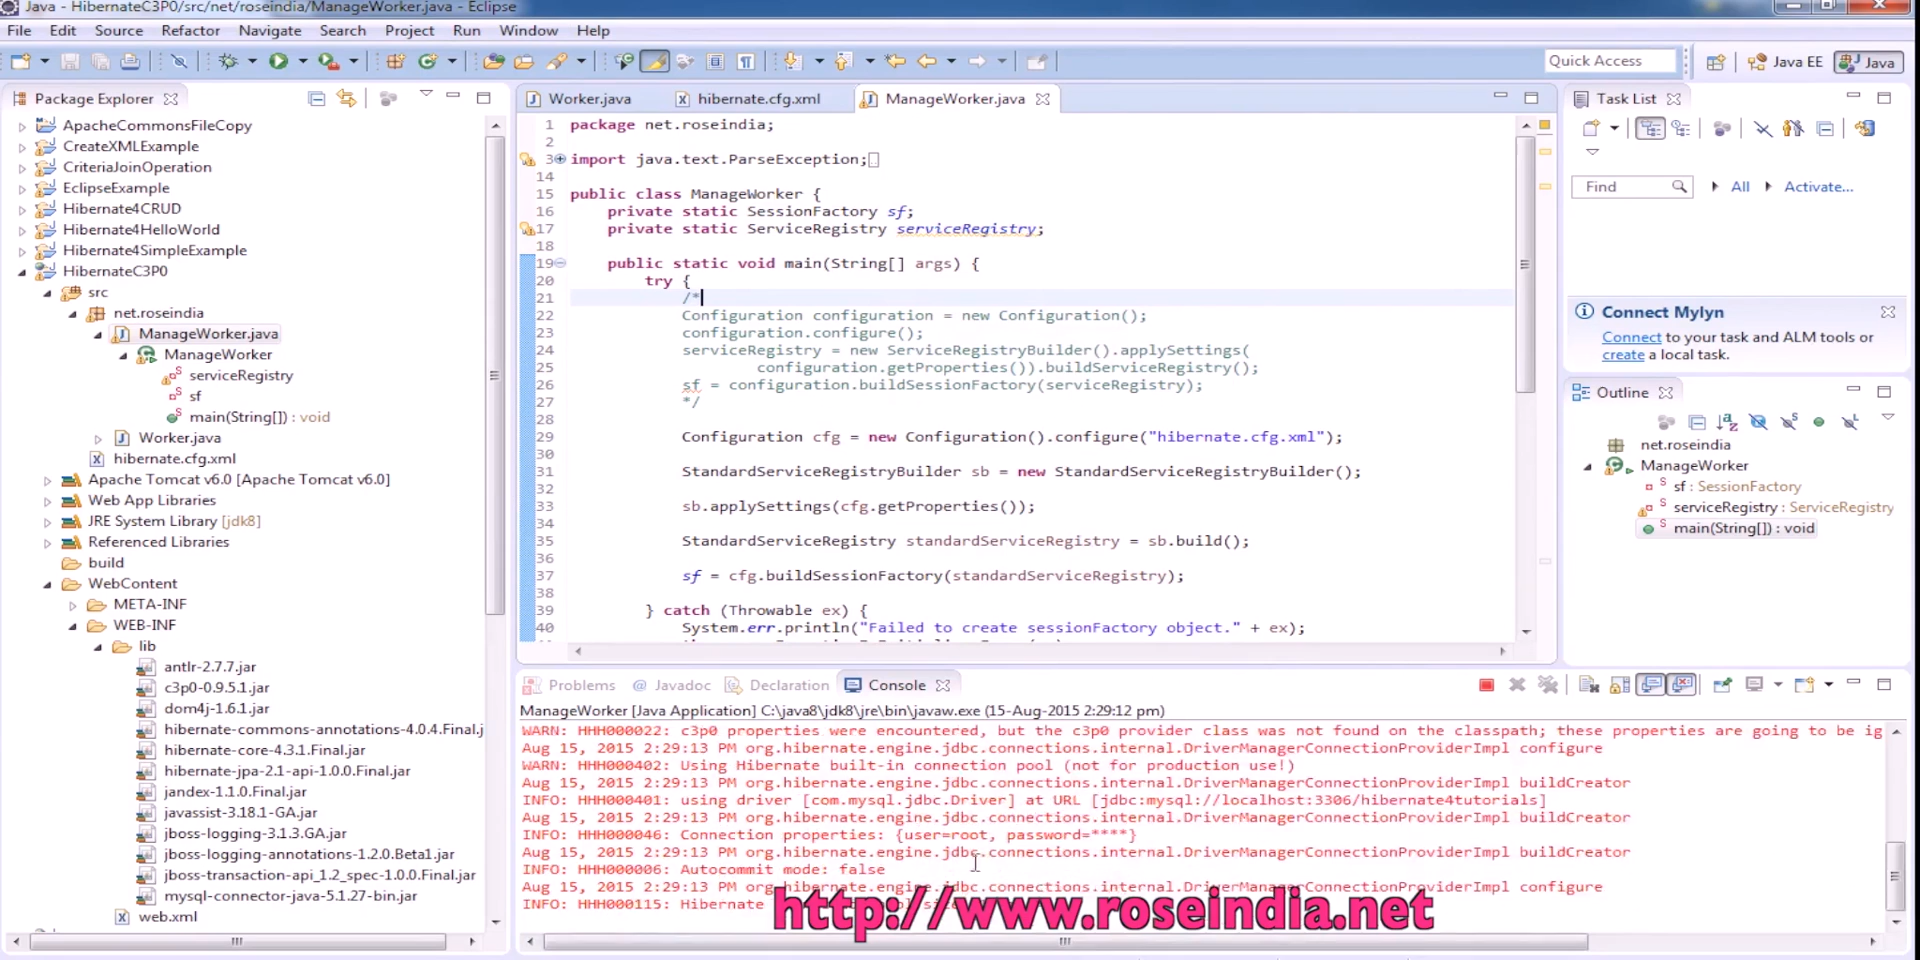 Java - HibernateC3P0/src/net/roseindia/ManageWorker.java - Eclipse
File Edit Source Refactor Navigate Search Project Run Window Help
Quick Access Java EE Java
Package Explorer
ApacheCommonsFileCopy
CreateXMLExample
CriteriaJoinOperation
EclipseExample
Hibernate4CRUD
Hibernate4HelloWorld
Hibernate4SimpleExample
HibernateC3P0
src
net.roseindia
ManageWorker.java
ManageWorker
serviceRegistry
sf
main(String[]) : void
Worker.java
hibernate.cfg.xml
Apache Tomcat v6.0 [Apache Tomcat v6.0]
Web App Libraries
JRE System Library [jdk8]
Referenced Libraries
build
WebContent
META-INF
WEB-INF
lib
antlr-2.7.7.jar
c3p0-0.9.5.1.jar
dom4j-1.6.1.jar
hibernate-commons-annotations-4.0.4.Final.j
hibernate-core-4.3.1.Final.jar
hibernate-jpa-2.1-api-1.0.0.Final.jar
jandex-1.1.0.Final.jar
javassist-3.18.1-GA.jar
jboss-logging-3.1.3.GA.jar
jboss-logging-annotations-1.2.0.Beta1.jar
jboss-transaction-api_1.2_spec-1.0.0.Final.jar
mysql-connector-java-5.1.27-bin.jar
web.xml
Worker.java hibernate.cfg.xml ManageWorker.java
1 package net.roseindia;
2
3 import java.text.ParseException;
14
15 public class ManageWorker {
16 private static SessionFactory sf;
17 private static ServiceRegistry serviceRegistry;
18
19 public static void main(String[] args) {
20 try {
21 /*
22 Configuration configuration = new Configuration();
23 configuration.configure();
24 serviceRegistry = new ServiceRegistryBuilder().applySettings(
25 configuration.getProperties()).buildServiceRegistry();
26 sf = configuration.buildSessionFactory(serviceRegistry);
27 */
28
29 Configuration cfg = new Configuration().configure("hibernate.cfg.xml");
30
31 StandardServiceRegistryBuilder sb = new StandardServiceRegistryBuilder();
32
33 sb.applySettings(cfg.getProperties());
34
35 StandardServiceRegistry standardServiceRegistry = sb.build();
36
37 sf = cfg.buildSessionFactory(standardServiceRegistry);
38
39 } catch (Throwable ex) {
40 System.err.println("Failed to create sessionFactory object." + ex);
Task List
Find All Activate...
Connect Mylyn
Connect to your task and ALM tools or
create a local task.
Outline
net.roseindia
ManageWorker
sf : SessionFactory
serviceRegistry : ServiceRegistry
main(String[]) : void
Problems Javadoc Declaration Console
ManageWorker [Java Application] C:\java8\jdk8\jre\bin\javaw.exe (15-Aug-2015 2:29:12 pm)
WARN: HHH000022: c3p0 properties were encountered, but the c3p0 provider class was not found on the classpath; these properties are going to be ig
Aug 15, 2015 2:29:13 PM org.hibernate.engine.jdbc.connections.internal.DriverManagerConnectionProviderImpl configure
WARN: HHH000402: Using Hibernate built-in connection pool (not for production use!)
Aug 15, 2015 2:29:13 PM org.hibernate.engine.jdbc.connections.internal.DriverManagerConnectionProviderImpl buildCreator
INFO: HHH000401: using driver [com.mysql.jdbc.Driver] at URL [jdbc:mysql://localhost:3306/hibernate4tutorials]
Aug 15, 2015 2:29:13 PM org.hibernate.engine.jdbc.connections.internal.DriverManagerConnectionProviderImpl buildCreator
INFO: HHH000046: Connection properties: {user=root, password=****}
Aug 15, 2015 2:29:13 PM org.hibernate.engine.jdbc.connections.internal.DriverManagerConnectionProviderImpl buildCreator
INFO: HHH000006: Autocommit mode: false
Aug 15, 2015 2:29:13 PM org.hibernate.engine.jdbc.connections.internal.DriverManagerConnectionProviderImpl configure
INFO: HHH000115: Hibernate
http://www.roseindia.net